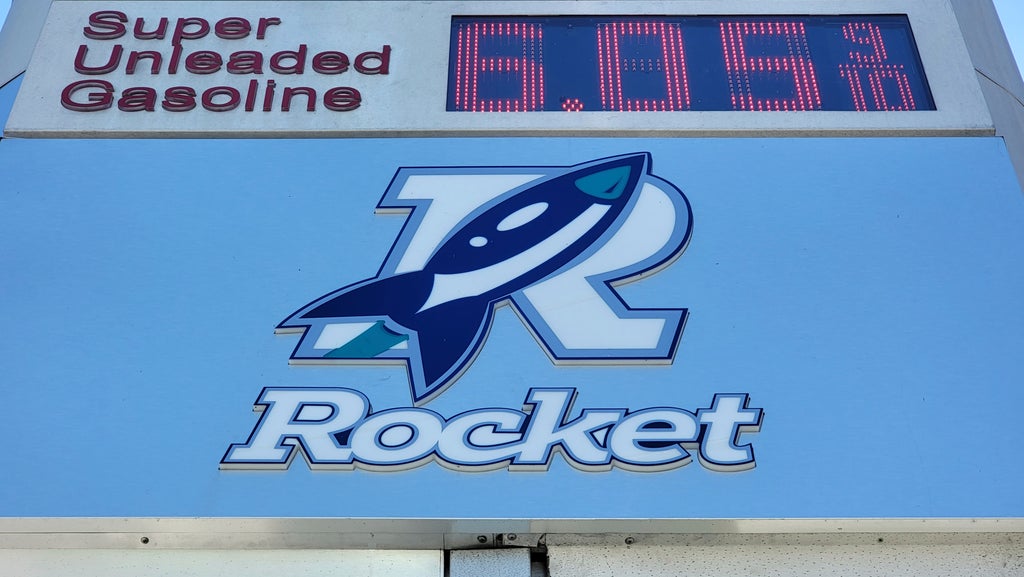 Super
Unleaded
Gasoline
6.05 9/10
R
Rocket